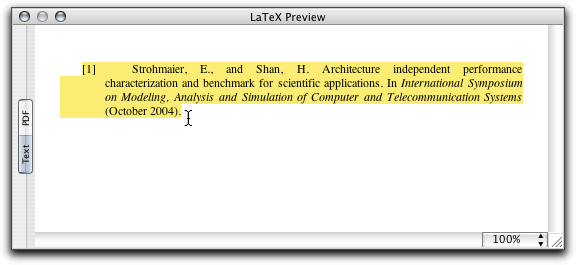 LaTeX Preview
[1] Strohmaier, E., and Shan, H. Architecture independent performance
characterization and benchmark for scientific applications. In International Symposium
on Modeling, Analysis and Simulation of Computer and Telecommunication Systems
(October 2004).
PDF
Text
100%